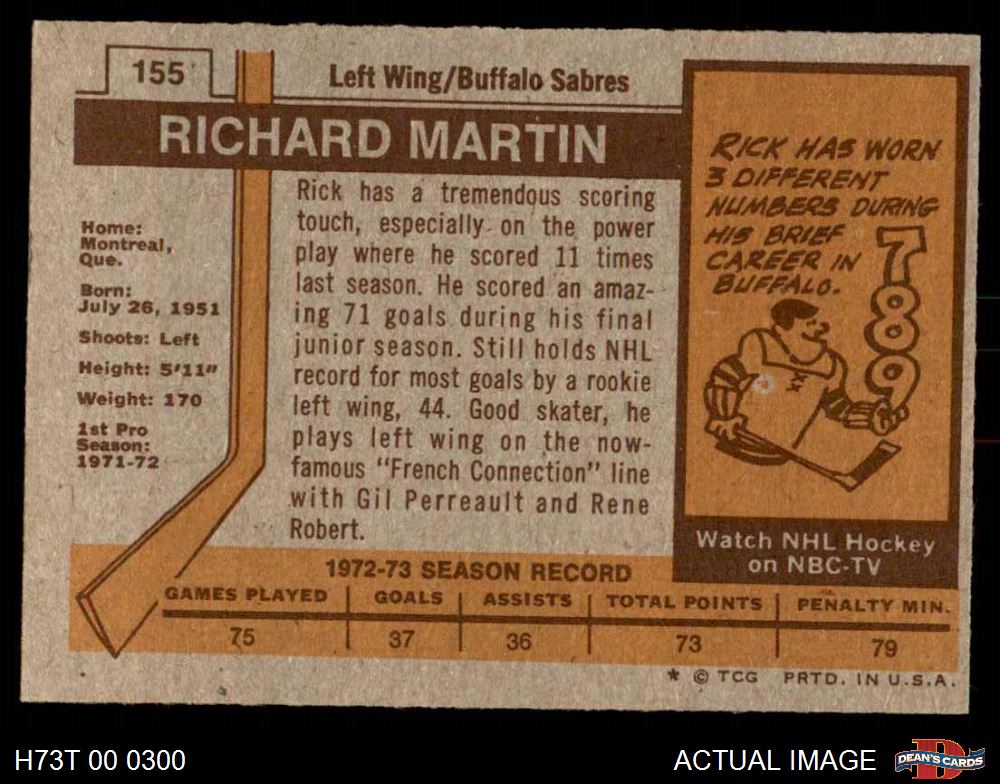 155
Left Wing/Buffalo Sabres
RICHARD MARTIN
Home:
Montreal,
Que.
Born:
July 26, 1951
Shoots: Left
Height: 5'11"
Weight: 170
1st Pro
Season:
1971-72
Rick has a tremendous scoring
touch, especially on the power
play where he scored 11 times
last season. He scored an amaz-
ing 71 goals during his final
junior season. Still holds NHL
record for most goals by a rookie
left wing, 44. Good skater, he
plays left wing on the now-
famous "French Connection" line
with Gil Perreault and Rene
Robert.
RICK HAS WORN
3 DIFFERENT
NUMBERS DURING
HIS BRIEF
CAREER IN
BUFFALO.
7
8
9
Watch NHL Hockey
on NBC-TV
1972-73 SEASON RECORD
GAMES PLAYED GOALS ASSISTS TOTAL POINTS PENALTY MIN.
75 37 36 73 79
* © TCG PRTD. IN U.S.A.
H73T 00 0300 ACTUAL IMAGE DEAN'S CARDS